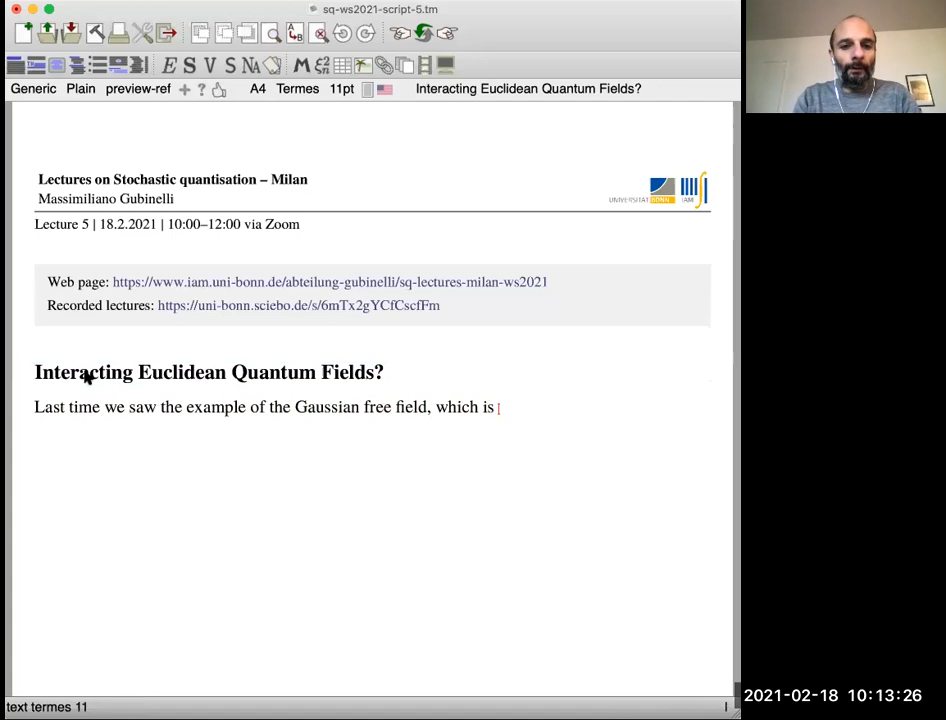 sq-ws2021-script-5.tm
Generic Plain preview-ref A4 Termes 11pt Interacting Euclidean Quantum Fields?
Lectures on Stochastic quantisation – Milan
Massimiliano Gubinelli
UNIVERSITÄT BONN IAM
Lecture 5 | 18.2.2021 | 10:00–12:00 via Zoom
Web page: https://www.iam.uni-bonn.de/abteilung-gubinelli/sq-lectures-milan-ws2021
Recorded lectures: https://uni-bonn.sciebo.de/s/6mTx2gYCfCscfFm
Interacting Euclidean Quantum Fields?
Last time we saw the example of the Gaussian free field, which is
text termes 11
2021-02-18 10:13:26